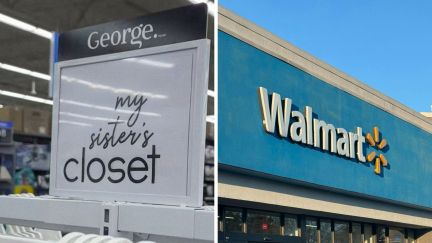 George.
my
sister's
closet
Walmart